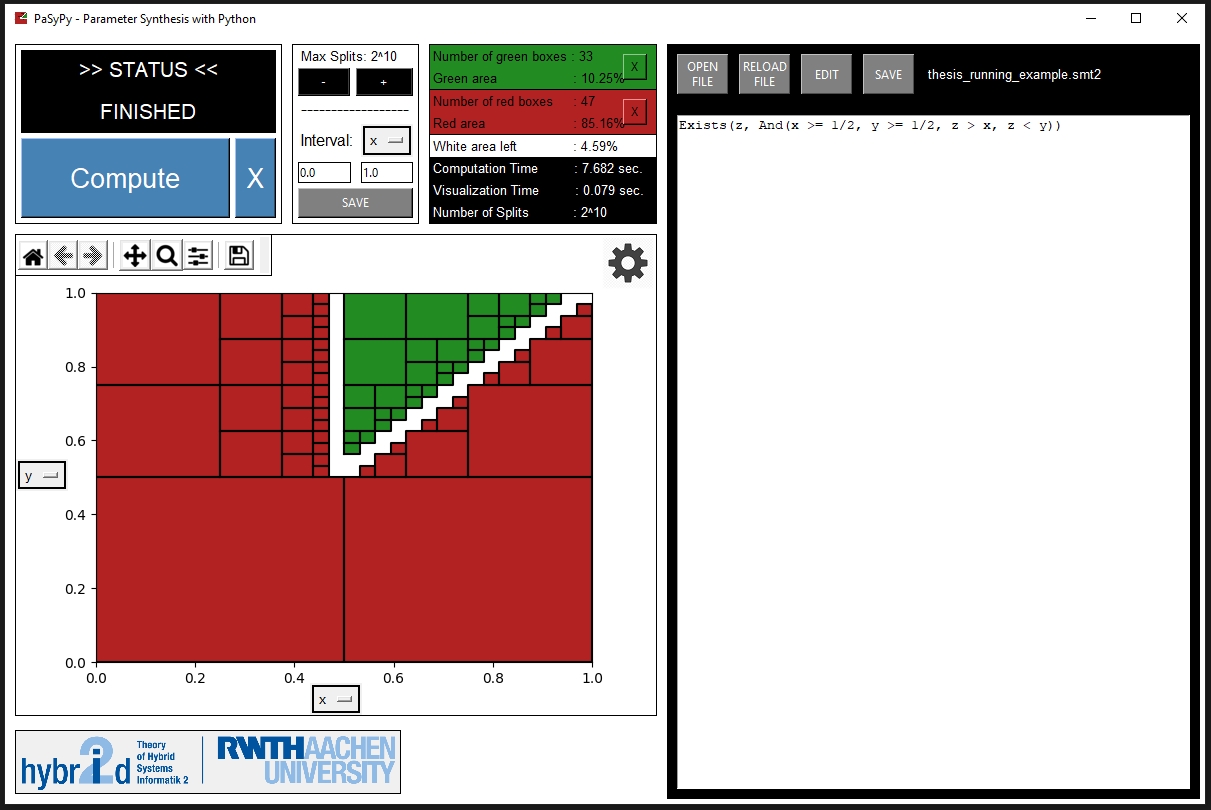 PaSyPy - Parameter Synthesis with Python
>> STATUS <<
FINISHED
Compute
X
Max Splits: 2^10
-
+
------------------
Interval:
x
0.0
1.0
SAVE
Number of green boxes : 33
Green area : 10.25%
X
Number of red boxes : 47
Red area : 85.16%
X
White area left : 4.59%
Computation Time : 7.682 sec.
Visualization Time : 0.079 sec.
Number of Splits : 2^10
OPEN
FILE
RELOAD
FILE
EDIT
SAVE
thesis_running_example.smt2
Exists(z, And(x >= 1/2, y >= 1/2, z > x, z < y))
1.0
0.8
0.6
y
0.4
0.2
0.0
0.0
0.2
0.4
0.6
0.8
1.0
x
hybrid
2
Theory
of Hybrid
Systems
Informatik 2
RWTHAACHEN
UNIVERSITY